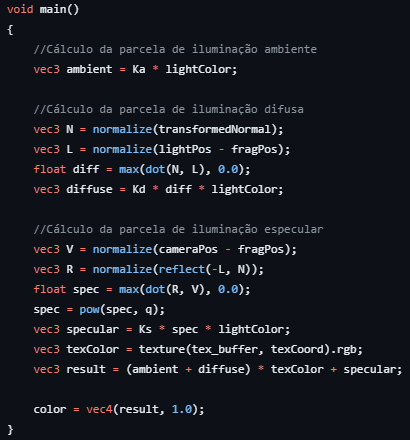 void main()
{
    //Cálculo da parcela de iluminação ambiente
    vec3 ambient = Ka * lightColor;

    //Cálculo da parcela de iluminação difusa
    vec3 N = normalize(transformedNormal);
    vec3 L = normalize(lightPos - fragPos);
    float diff = max(dot(N, L), 0.0);
    vec3 diffuse = Kd * diff * lightColor;

    //Cálculo da parcela de iluminação especular
    vec3 V = normalize(cameraPos - fragPos);
    vec3 R = normalize(reflect(-L, N));
    float spec = max(dot(R, V), 0.0);
    spec = pow(spec, q);
    vec3 specular = Ks * spec * lightColor;
    vec3 texColor = texture(tex_buffer, texCoord).rgb;
    vec3 result = (ambient + diffuse) * texColor + specular;

    color = vec4(result, 1.0);
}